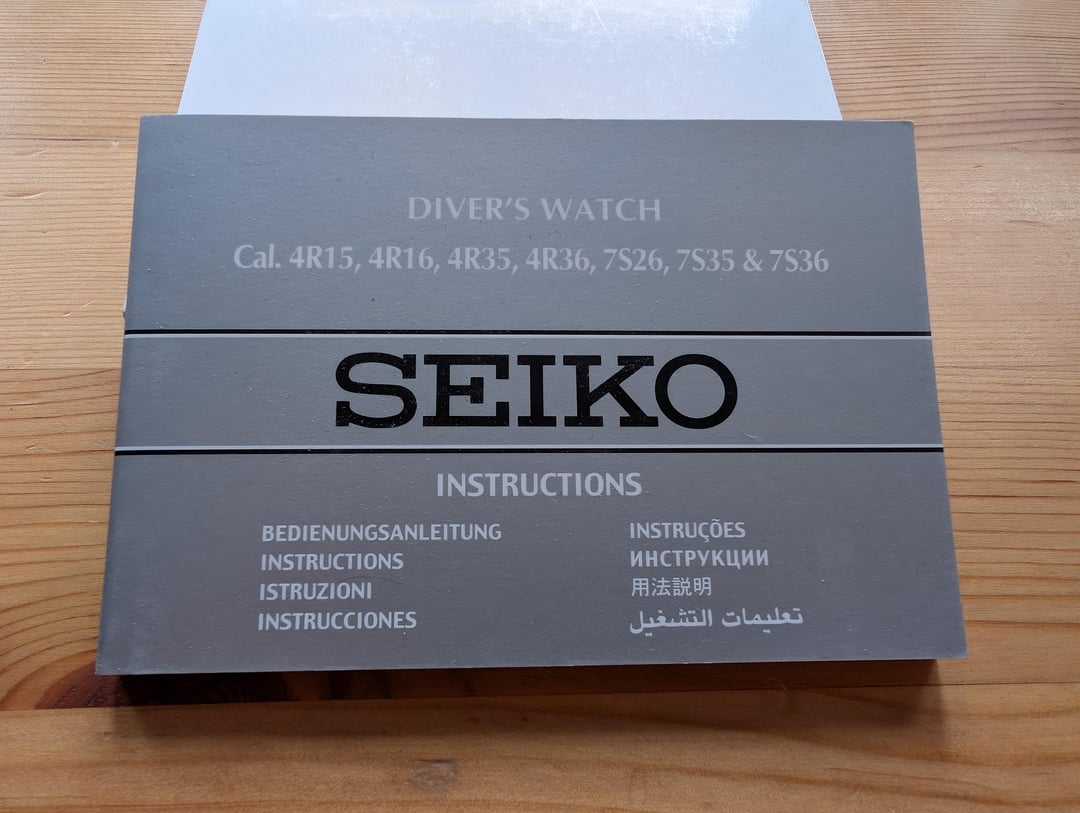 DIVER'S WATCH
Cal. 4R15, 4R16, 4R35, 4R36, 7S26, 7S35 & 7S36
SEIKO
INSTRUCTIONS
BEDIENUNGSANLEITUNG
INSTRUCTIONS
ISTRUZIONI
INSTRUCCIONES
INSTRUÇÕES
ИНСТРУКЦИИ
用法説明
تعليمات التشغيل